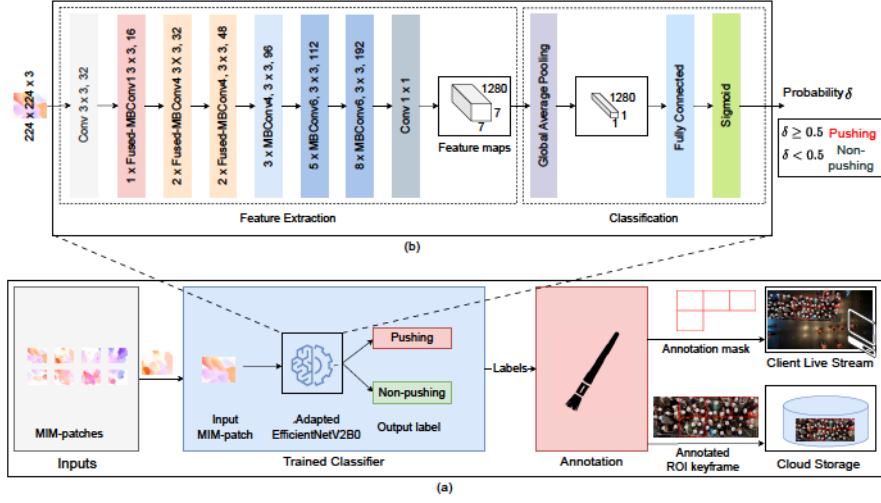 224 x 224 x 3
Conv 3 x 3, 32
1 x Fused-MBConv1 3 x 3, 16
2 x Fused-MBConv4 3 X 3, 32
2 x Fused-MBConv4, 3 x 3, 48
3 x MBConv4, 3 x 3, 96
5 x MBConv6, 3 x 3, 112
8 x MBConv6, 3 x 3, 192
Conv 1 x 1
1280
7
7
Feature maps
Global Average Pooling
1280
1
1
Fully Connected
Sigmoid
Probability δ
δ ≥ 0.5 Pushing
δ < 0.5 Non-
pushing
Feature Extraction
Classification
(b)
MIM-patches
Inputs
Input
MIM-patch
.Adapted
EfficientNetV2B0
Pushing
Non-pushing
Output label
Trained Classifier
Labels
Annotation
Annotation mask
Client Live Stream
Annotated
ROI keyframe
Cloud Storage
(a)